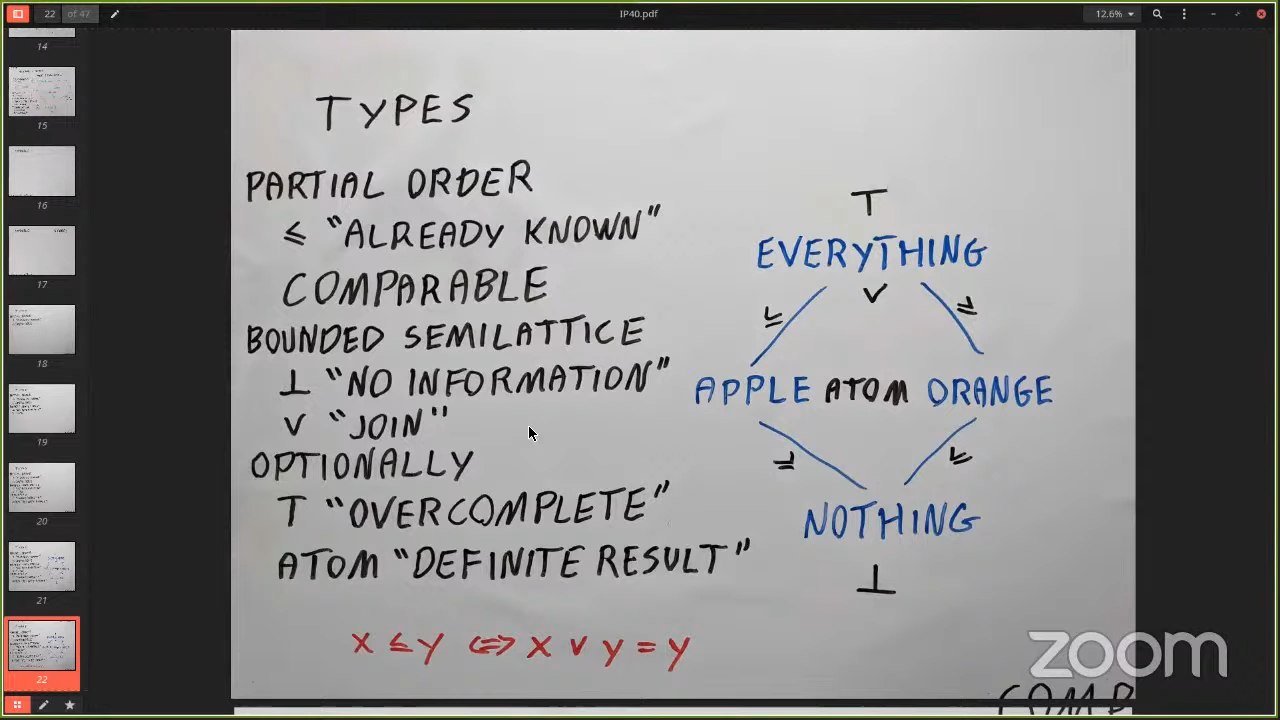 22 of 47
IP40.pdf
12.6%
14
15
16
17
18
19
20
21
22
TYPES
PARTIAL ORDER
≤ "ALREADY KNOWN"
COMPARABLE
BOUNDED SEMILATTICE
⊥ "NO INFORMATION"
∨ "JOIN"
OPTIONALLY
⊤ "OVERCOMPLETE"
ATOM "DEFINITE RESULT"
x ≤ y ⇔ x ∨ y = y
⊤
EVERYTHING
∨
≤ ≤
APPLE ATOM ORANGE
≤ ≤
NOTHING
⊥
zoom